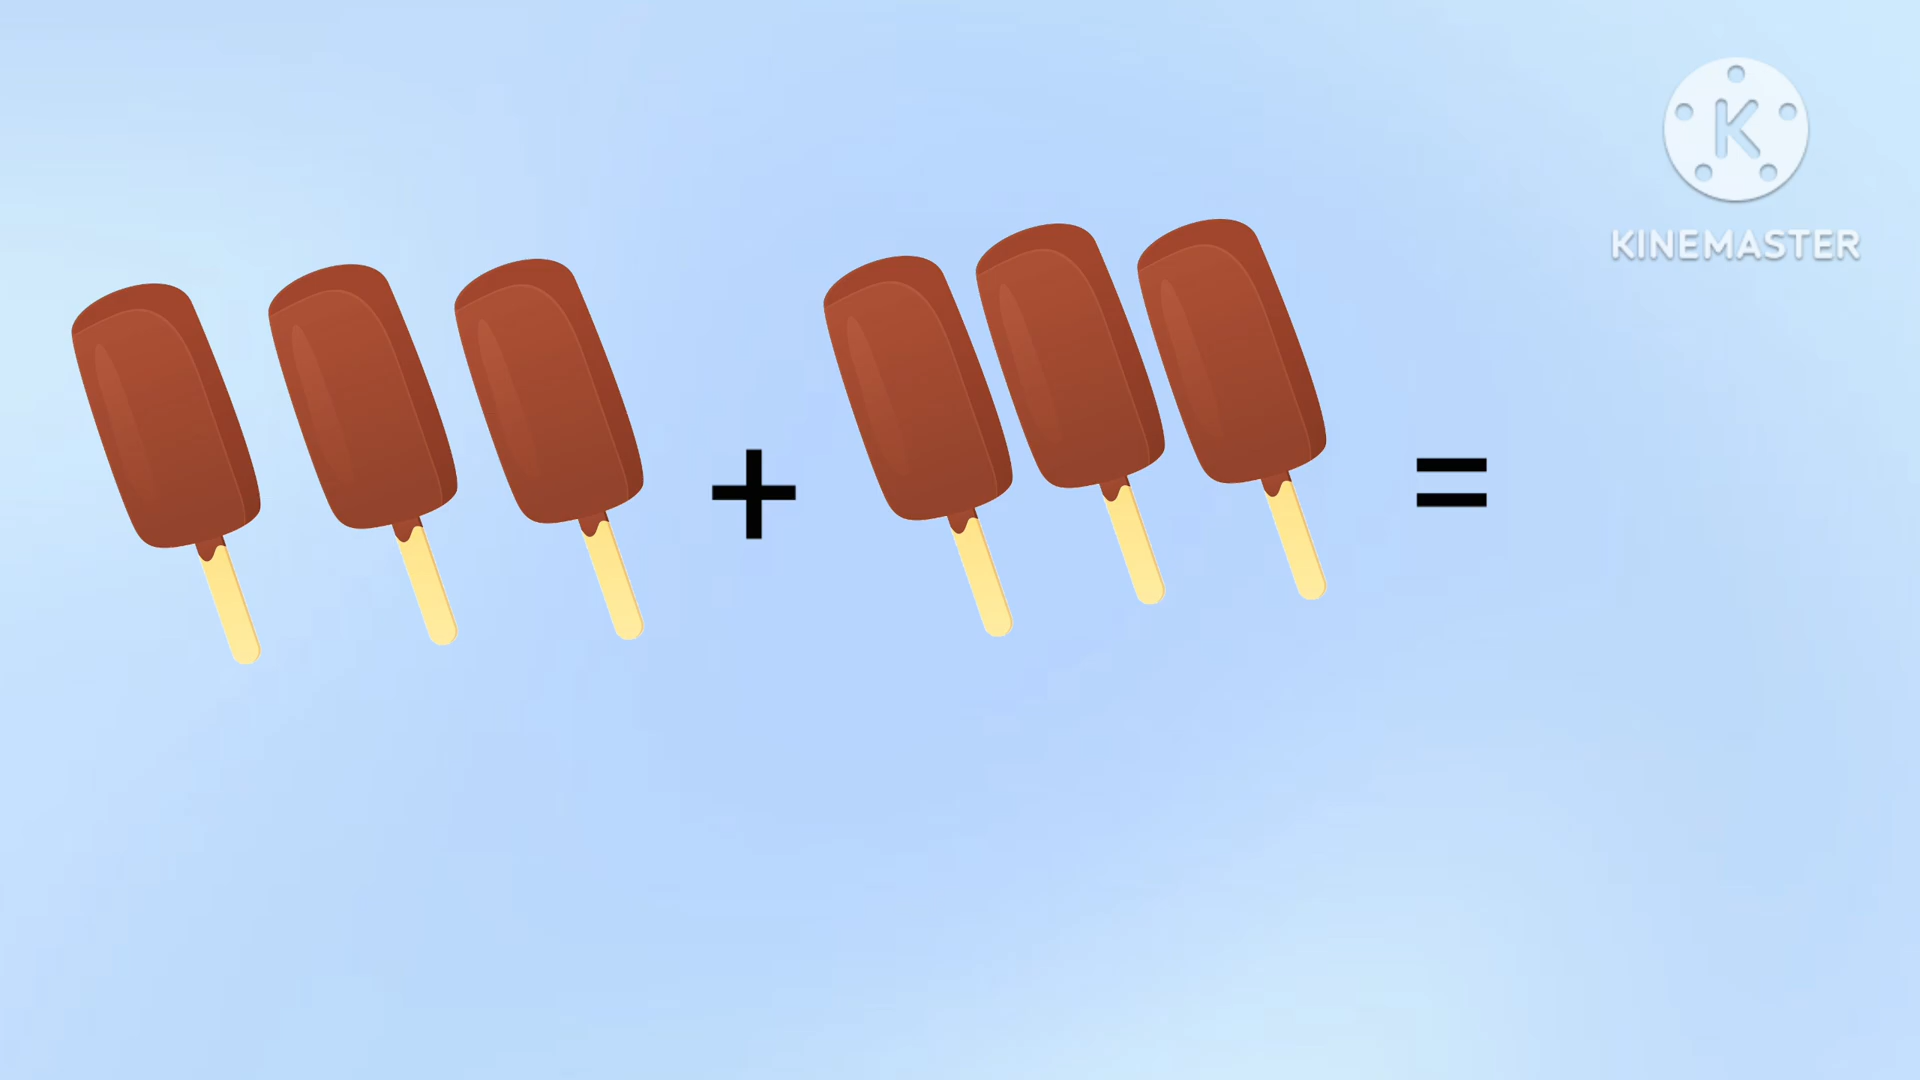 K
KINEMASTER
+ =